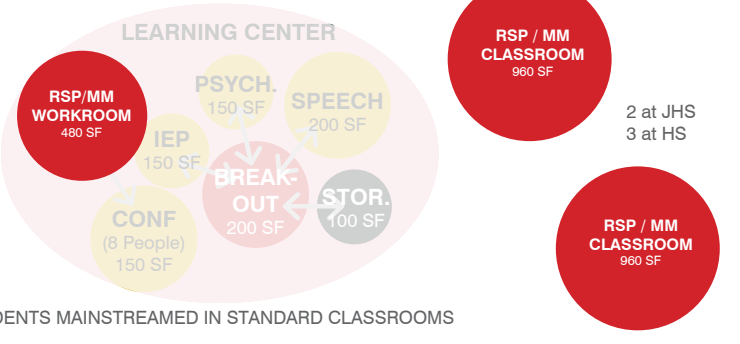 LEARNING CENTER
RSP/MM
WORKROOM
480 SF
PSYCH.
150 SF
SPEECH
200 SF
IEP
150 SF
BREAK-
OUT
200 SF
STOR.
100 SF
CONF
(8 People)
150 SF
RSP / MM
CLASSROOM
960 SF
2 at JHS
3 at HS
RSP / MM
CLASSROOM
960 SF
DENTS MAINSTREAMED IN STANDARD CLASSROOMS